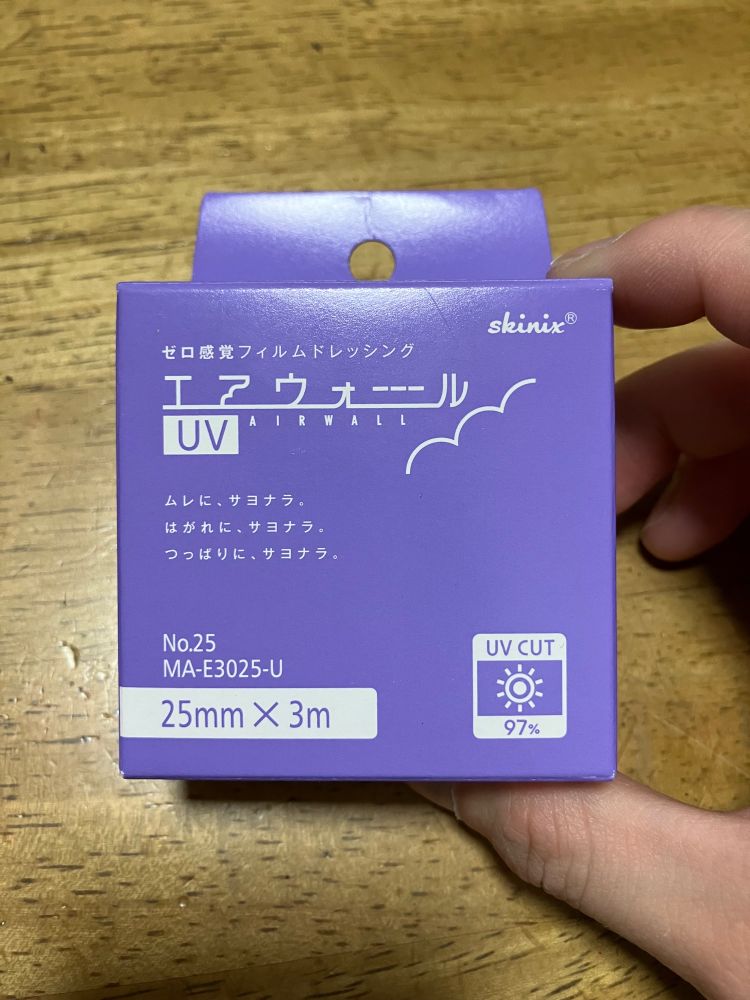 skinix®
ゼロ感覚フィルムドレッシング
エアウォール
UV AIRWALL
ムレに、サヨナラ。
はがれに、サヨナラ。
つっぱりに、サヨナラ。
No.25
MA-E3025-U
25mm×3m
UV CUT
97%